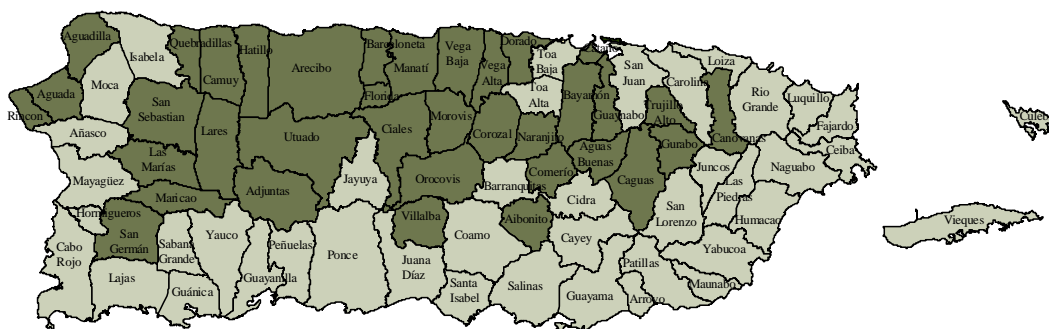 Aguadilla
Isabela
Quebradillas
Camuy
Hatillo
Arecibo
Barceloneta
Manatí
Florida
Vega
Baja
Vega
Alta
Dorado
Toa
Baja
Toa
Alta
Cataño
Bayamón
Guaynabo
San
Juan
Trujillo
Alto
Carolina
Loiza
Canovanas
Rio
Grande
Luquillo
Fajardo
Ceiba
Culeb
Rincon
Aguada
Moca
San
Sebastian
Lares
Utuado
Ciales
Morovis
Corozal
Naranjito
Aguas
Buenas
Gurabo
Caguas
Juncos
Las
Piedras
Naguabo
Humacao
Añasco
Las
Marías
Mayagüez
Maricao
Adjuntas
Jayuya
Orocovis
Barranquitas
Comerío
Cidra
San
Lorenzo
Hormigueros
San
Germán
Cabo
Rojo
Lajas
Sabana
Grande
Guánica
Yauco
Guayanilla
Peñuelas
Ponce
Villalba
Juana
Díaz
Coamo
Santa
Isabel
Aibonito
Salinas
Cayey
Guayama
Patillas
Arroyo
Yabucoa
Maunabo
Vieques